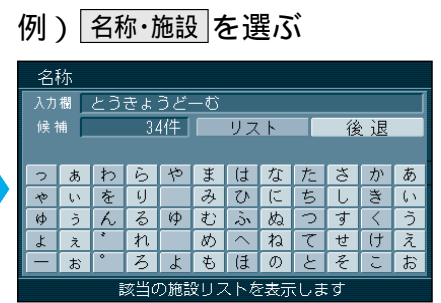 例) 名称･施設 を選ぶ
名称
入力欄 とうきょうどーむ
候補 34件 リスト 後退
っ ぁ わ ら や ま は な た さ か あ
ゃ ぃ を り み ひ に ち し き い
ゅ ぅ ん る ゆ む ふ ぬ つ す く う
ょ ぇ ゛ れ め へ ね て せ け え
ー ぉ ゜ ろ よ も ほ の と そ こ お
該当の施設リストを表示します